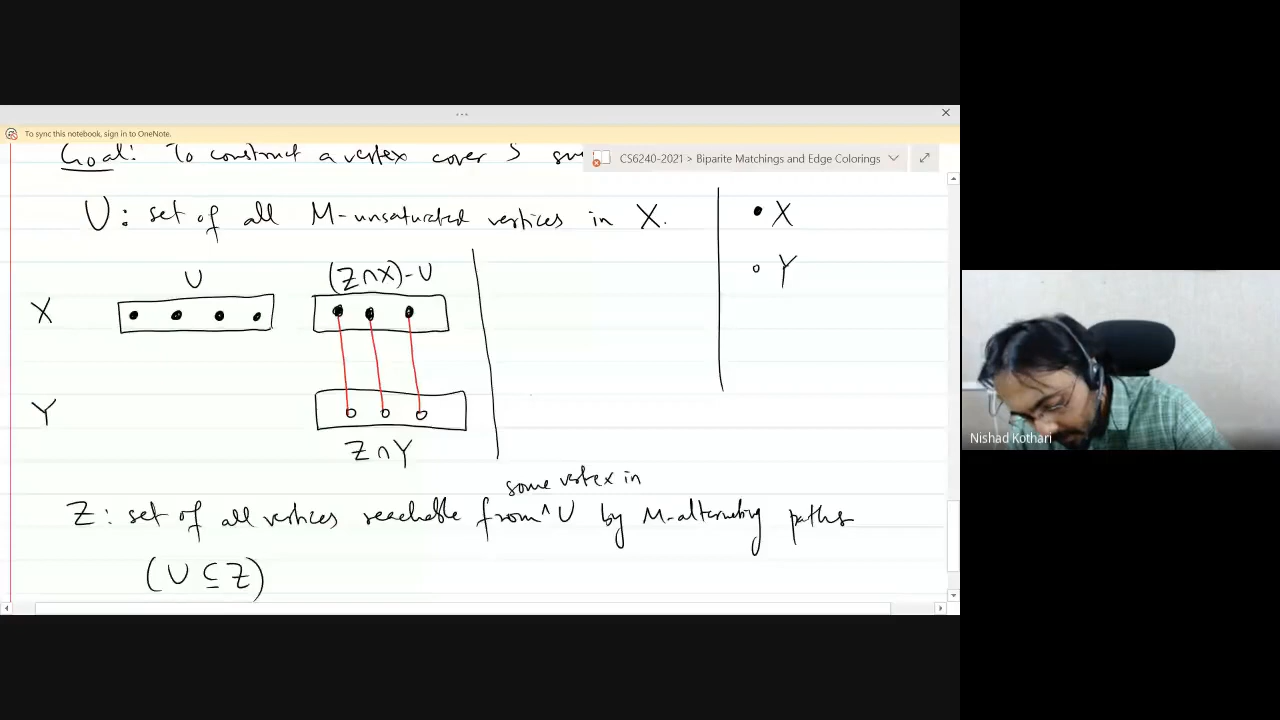 To sync this notebook, sign in to OneNote.
Goal: To construct a vertex cover S
CS6240-2021 > Biparite Matchings and Edge Colorings
U: set of all M-unsaturated vertices in X.
X
Y
U
(Z∩X)-U
X
Y
Z∩Y
some vertex in
Z: set of all vertices reachable from ^ U by M-alternating paths
(U ⊆ Z)
Nishad Kothari